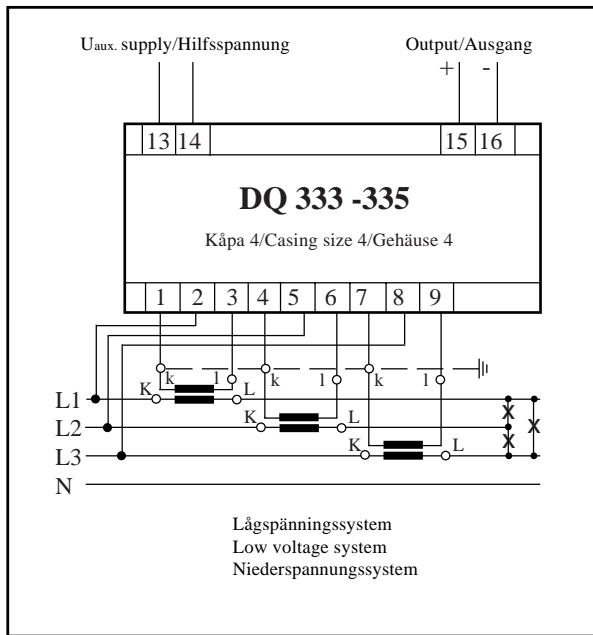 Uaux. supply/Hilfsspannung Output/Ausgang
+ -
13 14 15 16
DQ 333 -335
Kåpa 4/Casing size 4/Gehäuse 4
1 2 3 4 5 6 7 8 9
k l k l k l
L1 K L
L2 K L
L3 K L
N
Lågspänningssystem
Low voltage system
Niederspannungssystem